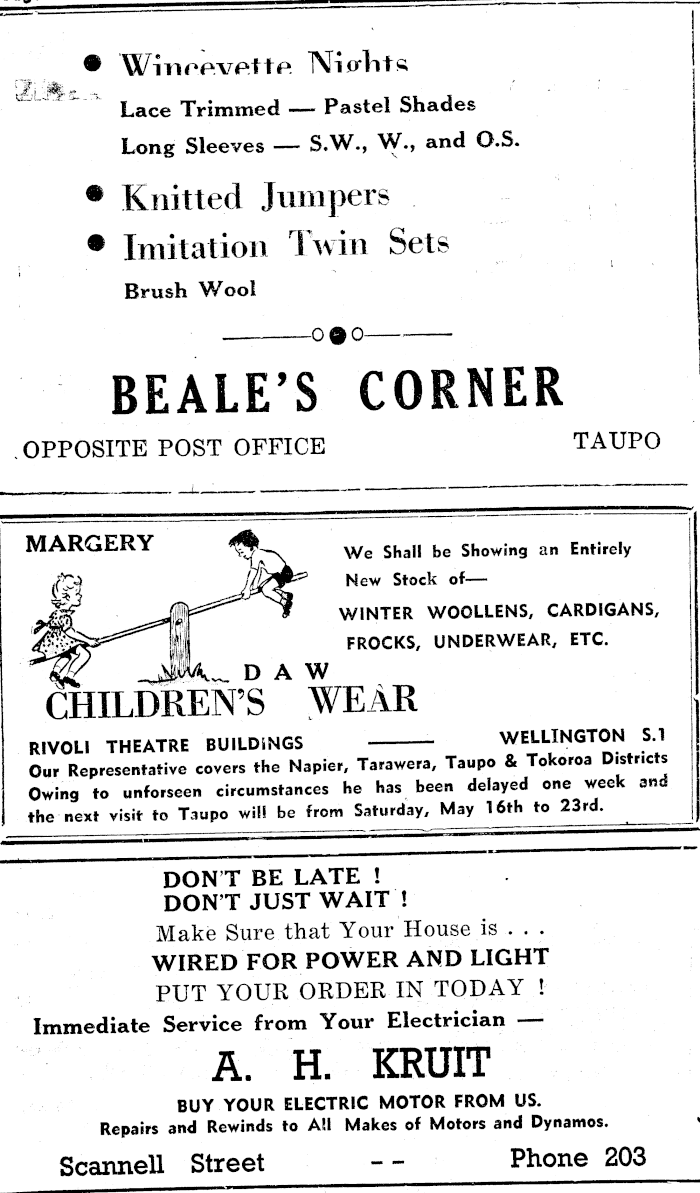 ● Winceyette Nights
Lace Trimmed — Pastel Shades
Long Sleeves — S.W., W., and O.S.
● Knitted Jumpers
● Imitation Twin Sets
Brush Wool
BEALE'S CORNER
OPPOSITE POST OFFICE TAUPO
MARGERY
DAW
CHILDREN'S WEAR
We Shall be Showing an Entirely
New Stock of—
WINTER WOOLLENS, CARDIGANS,
FROCKS, UNDERWEAR, ETC.
RIVOLI THEATRE BUILDINGS ——— WELLINGTON S.1
Our Representative covers the Napier, Tarawera, Taupo & Tokoroa Districts
Owing to unforseen circumstances he has been delayed one week and
the next visit to Taupo will be from Saturday, May 16th to 23rd.
DON'T BE LATE !
DON'T JUST WAIT !
Make Sure that Your House is . . .
WIRED FOR POWER AND LIGHT
PUT YOUR ORDER IN TODAY !
Immediate Service from Your Electrician —
A. H. KRUIT
BUY YOUR ELECTRIC MOTOR FROM US.
Repairs and Rewinds to All Makes of Motors and Dynamos.
Scannell Street -- Phone 203